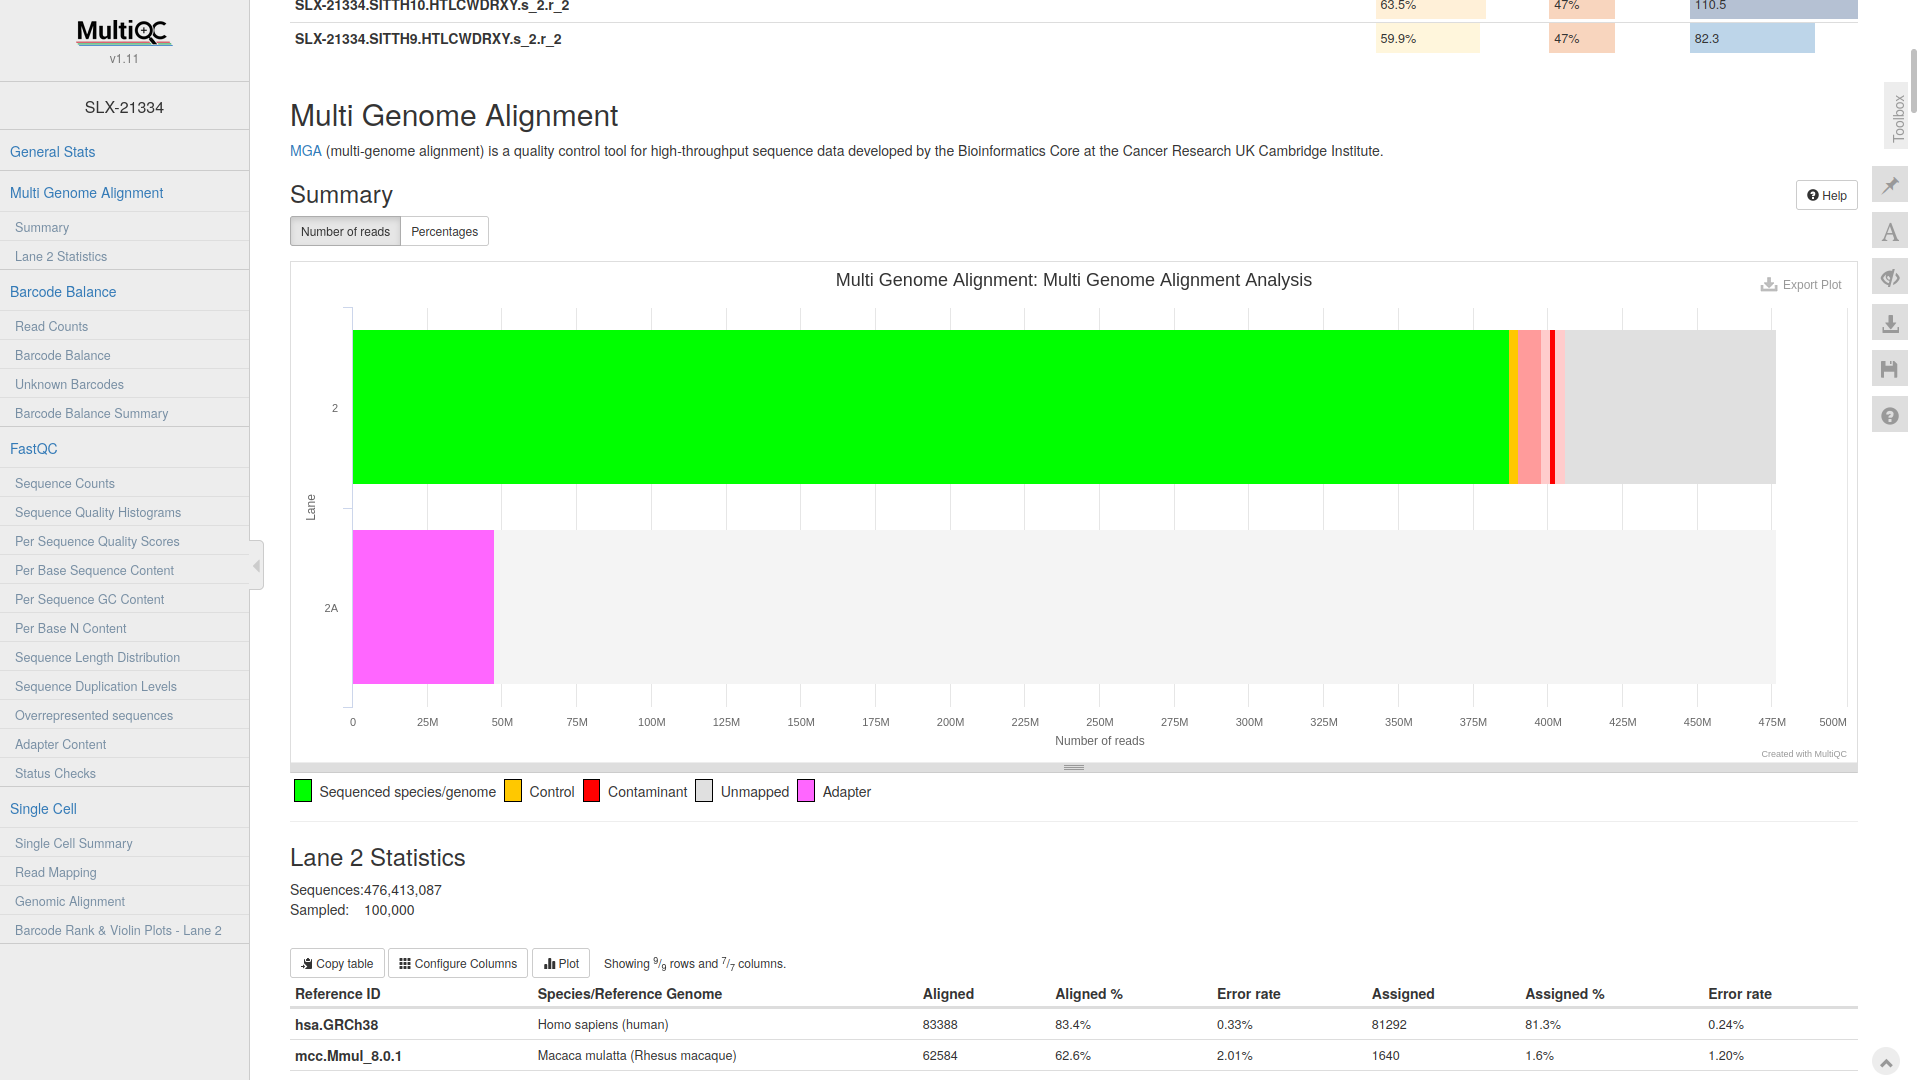 MultiQC
v1.11
SLX-21334
General Stats
Multi Genome Alignment
Summary
Lane 2 Statistics
Barcode Balance
Read Counts
Barcode Balance
Unknown Barcodes
Barcode Balance Summary
FastQC
Sequence Counts
Sequence Quality Histograms
Per Sequence Quality Scores
Per Base Sequence Content
Per Sequence GC Content
Per Base N Content
Sequence Length Distribution
Sequence Duplication Levels
Overrepresented sequences
Adapter Content
Status Checks
Single Cell
Single Cell Summary
Read Mapping
Genomic Alignment
Barcode Rank & Violin Plots - Lane 2
SLX-21334.SITTH10.HTLCWDRXY.s_2.r_2 63.5% 47% 110.5
SLX-21334.SITTH9.HTLCWDRXY.s_2.r_2 59.9% 47% 82.3
Multi Genome Alignment
MGA (multi-genome alignment) is a quality control tool for high-throughput sequence data developed by the Bioinformatics Core at the Cancer Research UK Cambridge Institute.
Summary
Help
Number of reads Percentages
Multi Genome Alignment: Multi Genome Alignment Analysis
Export Plot
2
Lane
2A
0 25M 50M 75M 100M 125M 150M 175M 200M 225M 250M 275M 300M 325M 350M 375M 400M 425M 450M 475M 500M
Number of reads
Created with MultiQC
Sequenced species/genome Control Contaminant Unmapped Adapter
Lane 2 Statistics
Sequences: 476,413,087
Sampled: 100,000
Copy table Configure Columns Plot Showing 9/9 rows and 7/7 columns.
Reference ID Species/Reference Genome Aligned Aligned % Error rate Assigned Assigned % Error rate
hsa.GRCh38 Homo sapiens (human) 83388 83.4% 0.33% 81292 81.3% 0.24%
mcc.Mmul_8.0.1 Macaca mulatta (Rhesus macaque) 62584 62.6% 2.01% 1640 1.6% 1.20%
Toolbox
A